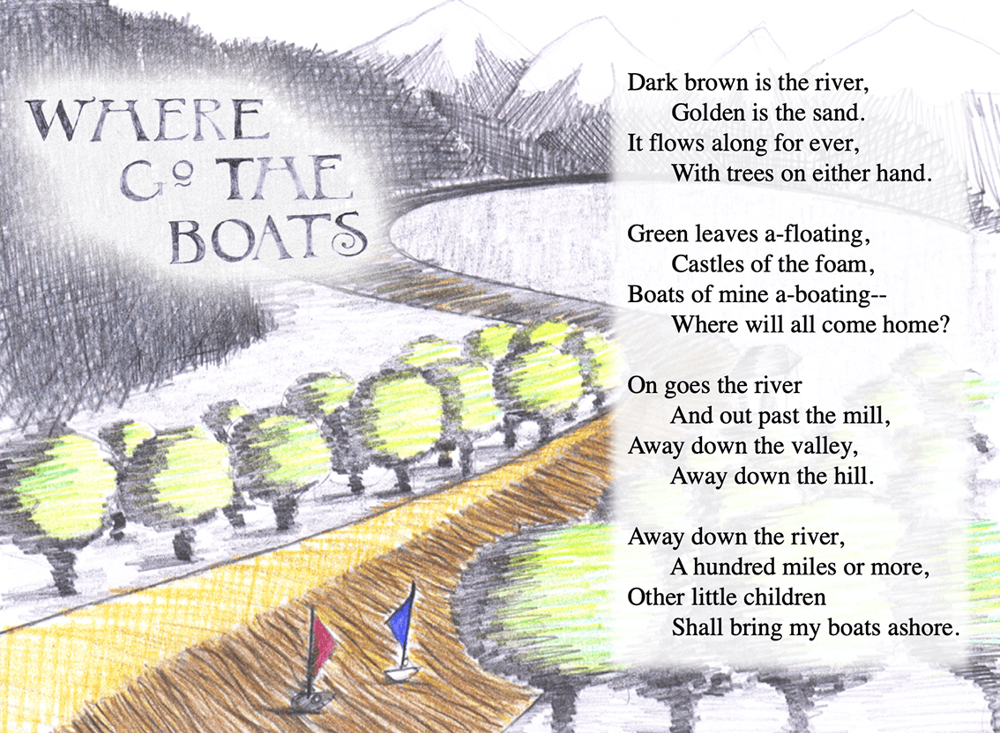 WHERE
GO THE
BOATS
Dark brown is the river,
Golden is the sand.
It flows along for ever,
With trees on either hand.
Green leaves a-floating,
Castles of the foam,
Boats of mine a-boating--
Where will all come home?
On goes the river
And out past the mill,
Away down the valley,
Away down the hill.
Away down the river,
A hundred miles or more,
Other little children
Shall bring my boats ashore.